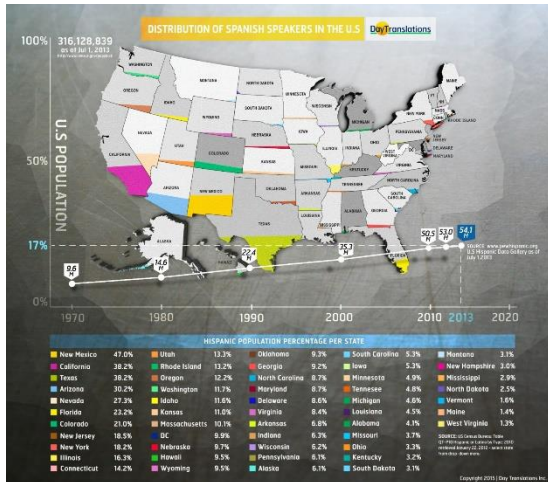 DISTRIBUTION OF SPANISH SPEAKERS IN THE U.S
DayTranslations
100%
316,128,839
as of Jul 1, 2013
U.S POPULATION
50%
17%
0%
WASHINGTON
OREGON
IDAHO
MONTANA
NORTH DAKOTA
SOUTH DAKOTA
MINNESOTA
WISCONSIN
MICHIGAN
WYOMING
NEBRASKA
IOWA
NEVADA
UTAH
COLORADO
KANSAS
MISSOURI
ILLINOIS
INDIANA
OHIO
PENNSYLVANIA
NEW YORK
MAINE
RHODE ISLAND
NEW JERSEY
DELAWARE
MARYLAND
WEST VIRGINIA
VIRGINIA
KENTUCKY
TENNESSEE
NORTH CAROLINA
SOUTH CAROLINA
CALIFORNIA
ARIZONA
NEW MEXICO
OKLAHOMA
ARKANSAS
TEXAS
LOUISIANA
MISSISSIPPI
ALABAMA
GEORGIA
FLORIDA
ALASKA
HAWAII
9.6 M
14.6 M
22.4 M
35.3 M
50.5 M
53.0 M
54.1 M
U.S Hispanic Data Gallery as of
July 1 2013
1970 1980 1990 2000 2010 2013 2020
HISPANIC POPULATION PERCENTAGE PER STATE
New Mexico 47.0%
California 38.2%
Texas 38.2%
Arizona 30.2%
Nevada 27.3%
Florida 23.2%
Colorado 21.0%
New Jersey 18.5%
New York 18.2%
Illinois 16.3%
Connecticut 14.2%
Utah 13.3%
Rhode Island 13.2%
Oregon 12.2%
Washington 11.7%
Idaho 11.6%
Kansas 11.0%
Massachusetts 10.1%
DC 9.9%
Nebraska 9.7%
Hawaii 9.5%
Wyoming 9.5%
Oklahoma 9.3%
Georgia 9.2%
North Carolina 8.7%
Maryland 8.7%
Delaware 8.6%
Virginia 8.4%
Arkansas 6.8%
Indiana 6.3%
Wisconsin 6.2%
Pennsylvania 6.1%
Alaska 6.1%
South Carolina 5.3%
Iowa 5.3%
Minnesota 4.9%
Tennessee 4.8%
Michigan 4.6%
Louisiana 4.5%
Alabama 4.1%
Missouri 3.7%
Ohio 3.3%
Kentucky 3.2%
South Dakota 3.1%
Montana 3.1%
New Hampshire 3.0%
Mississippi 2.9%
North Dakota 2.5%
Vermont 1.6%
Maine 1.4%
West Virginia 1.3%
Copyright 2015 | Day Translations Inc.